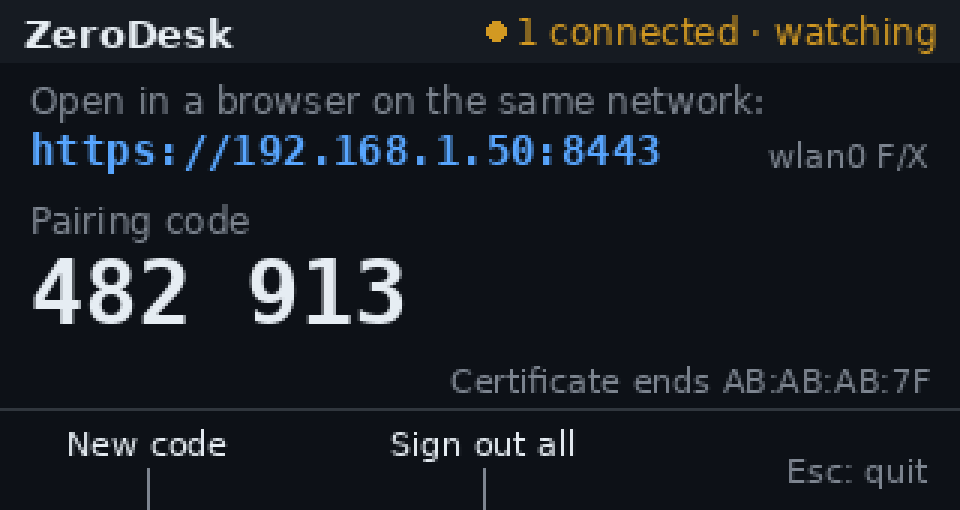 ZeroDesk
1 connected · watching
Open in a browser on the same network:
https://192.168.1.50:8443
wlan0 F/X
Pairing code
482 913
Certificate ends AB:AB:AB:7F
New code
Sign out all
Esc: quit